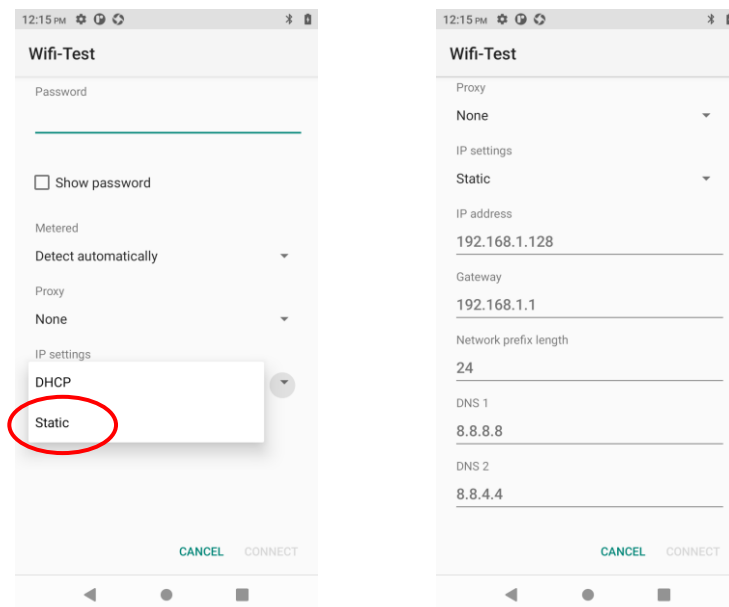 12:15 PM
Wifi-Test
Password
Show password
Metered
Detect automatically
Proxy
None
IP settings
DHCP
Static
CANCEL CONNECT
12:15 PM
Wifi-Test
Proxy
None
IP settings
Static
IP address
192.168.1.128
Gateway
192.168.1.1
Network prefix length
24
DNS 1
8.8.8.8
DNS 2
8.8.4.4
CANCEL CONNECT